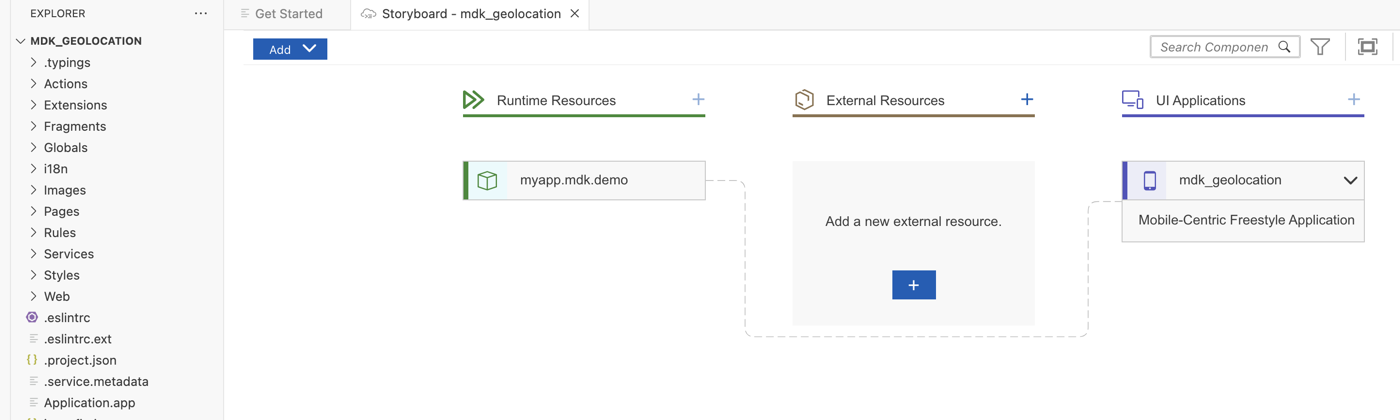 EXPLORER
MDK_GEOLOCATION
.typings
Actions
Extensions
Fragments
Globals
i18n
Images
Pages
Rules
Services
Styles
Web
.eslintrc
.eslintrc.ext
.project.json
.service.metadata
Application.app
Get Started
Storyboard - mdk_geolocation
Add
Search Componen
Runtime Resources
External Resources
UI Applications
myapp.mdk.demo
Add a new external resource.
mdk_geolocation
Mobile-Centric Freestyle Application